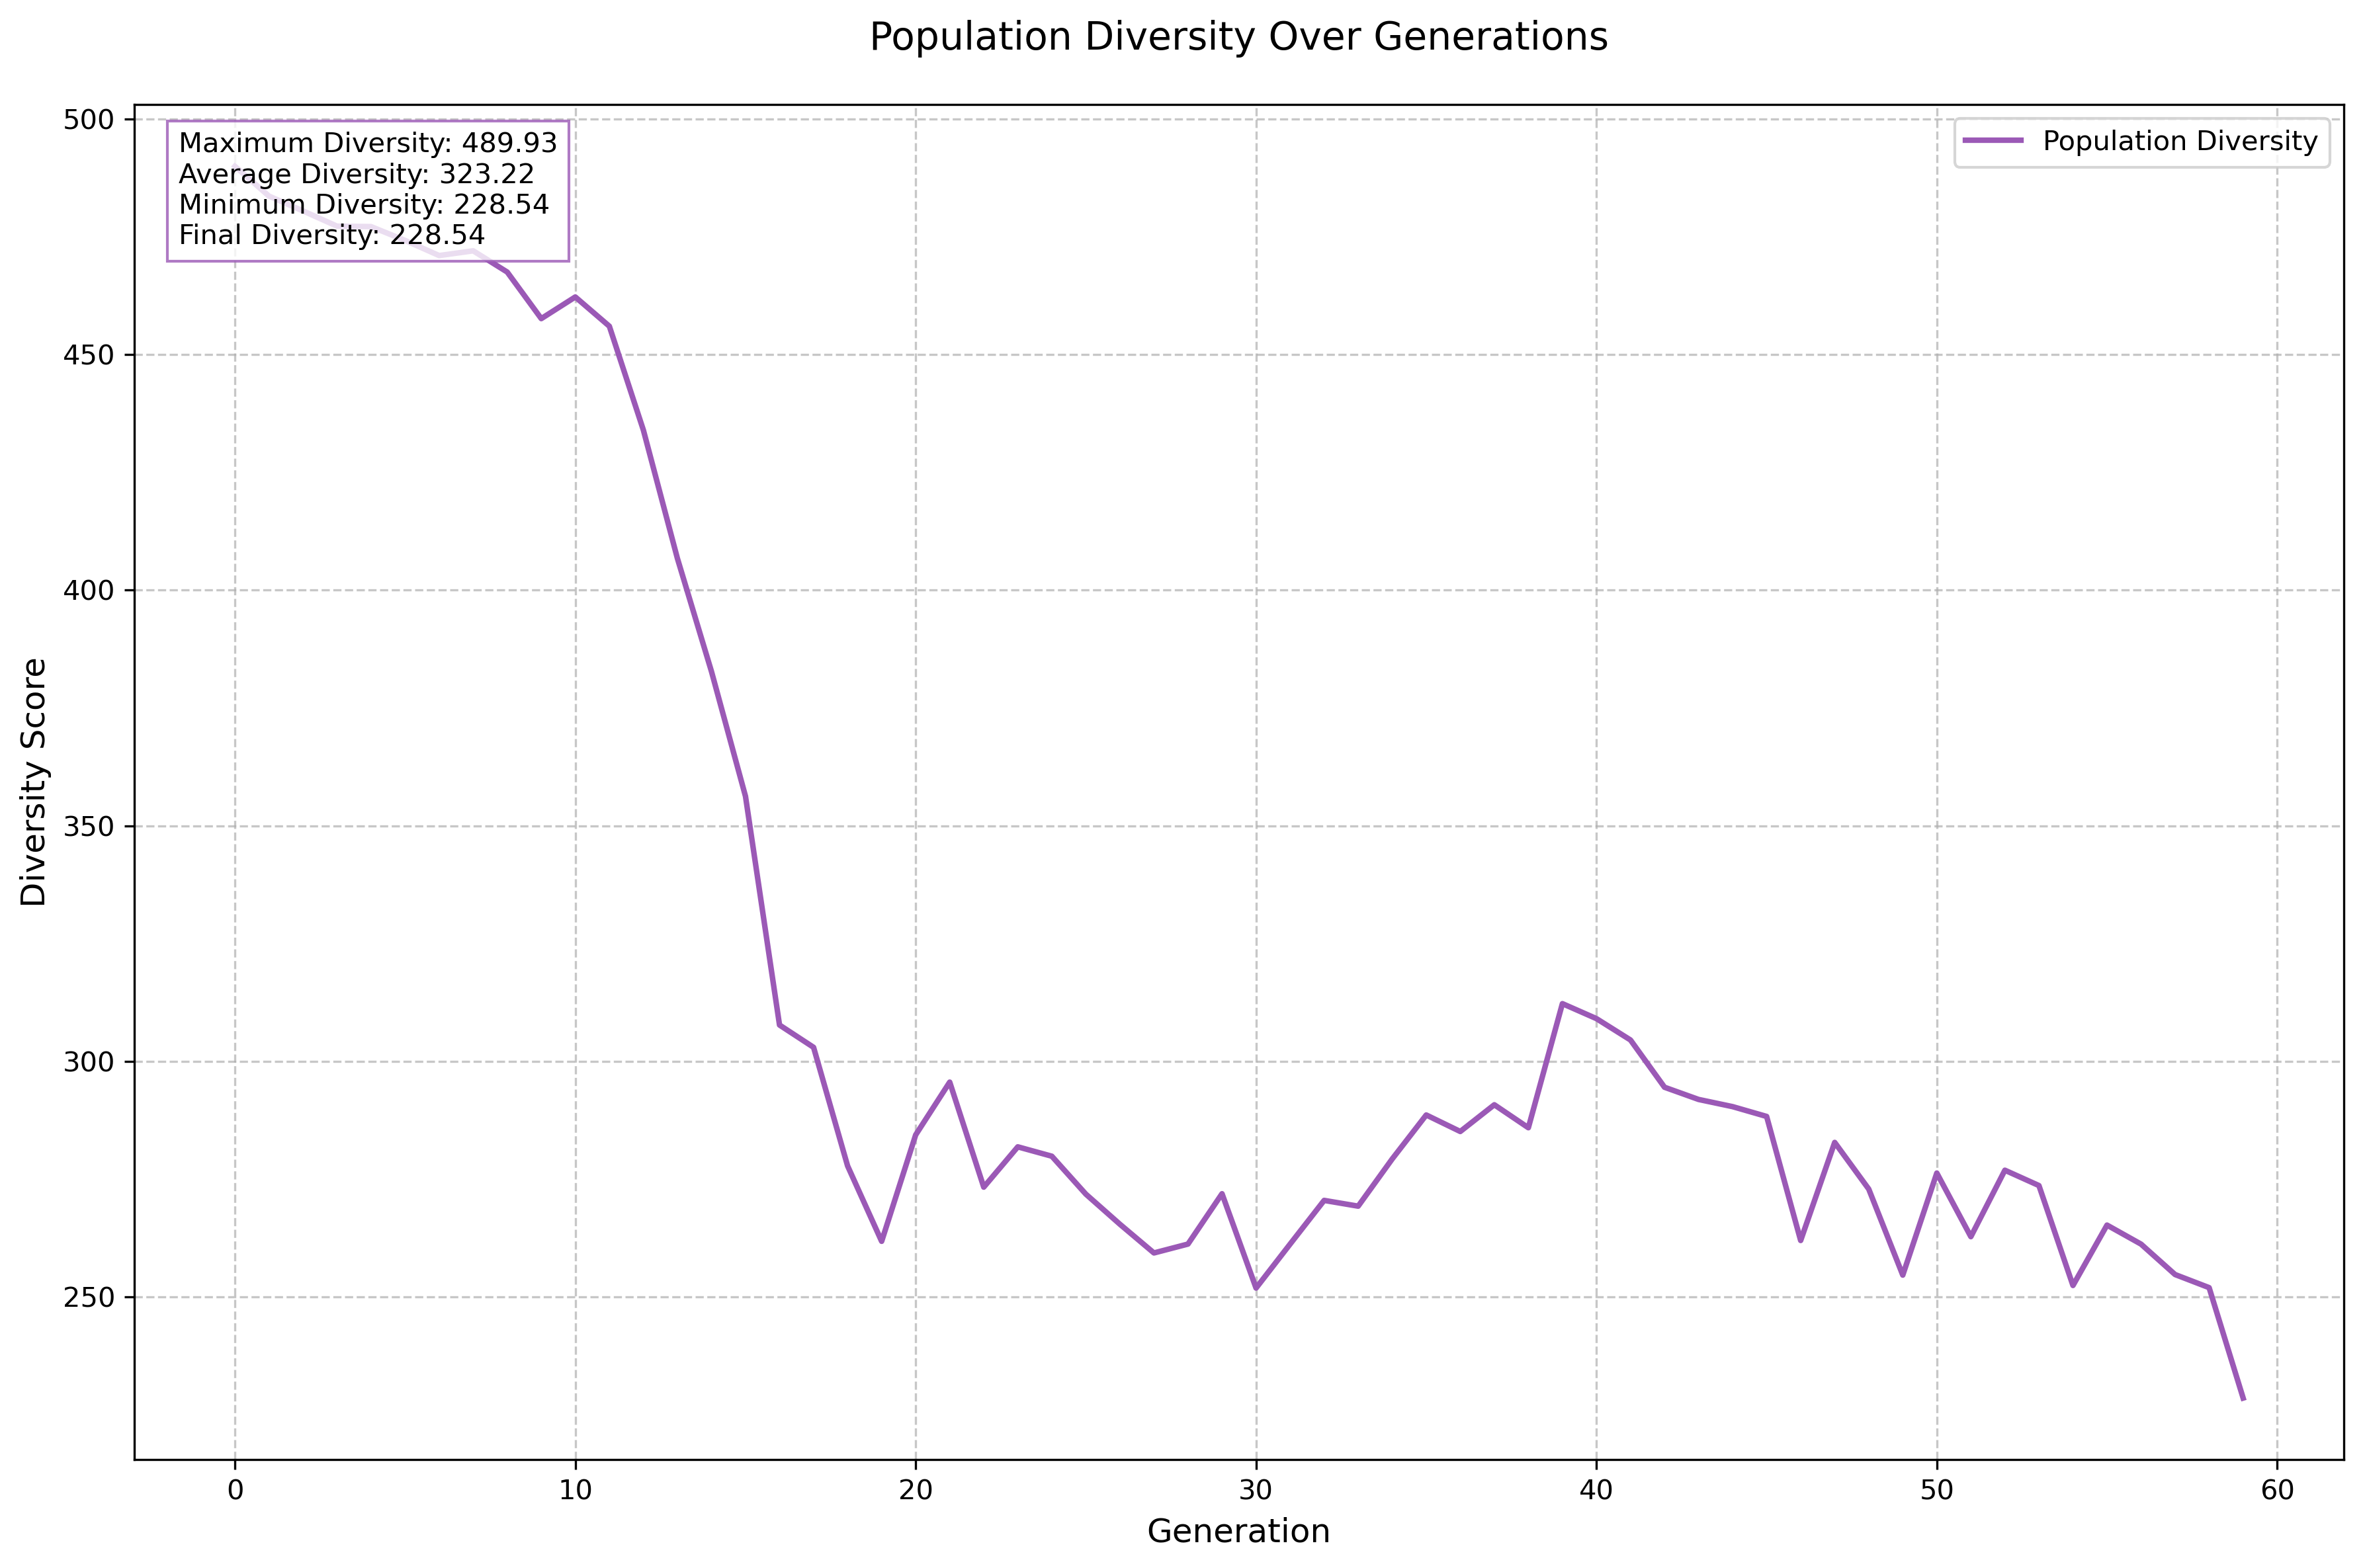 Population Diversity Over Generations
Maximum Diversity: 489.93
Average Diversity: 323.22
Minimum Diversity: 228.54
Final Diversity: 228.54
Population Diversity
Diversity Score
500
450
400
350
300
250
0 10 20 30 40 50 60
Generation